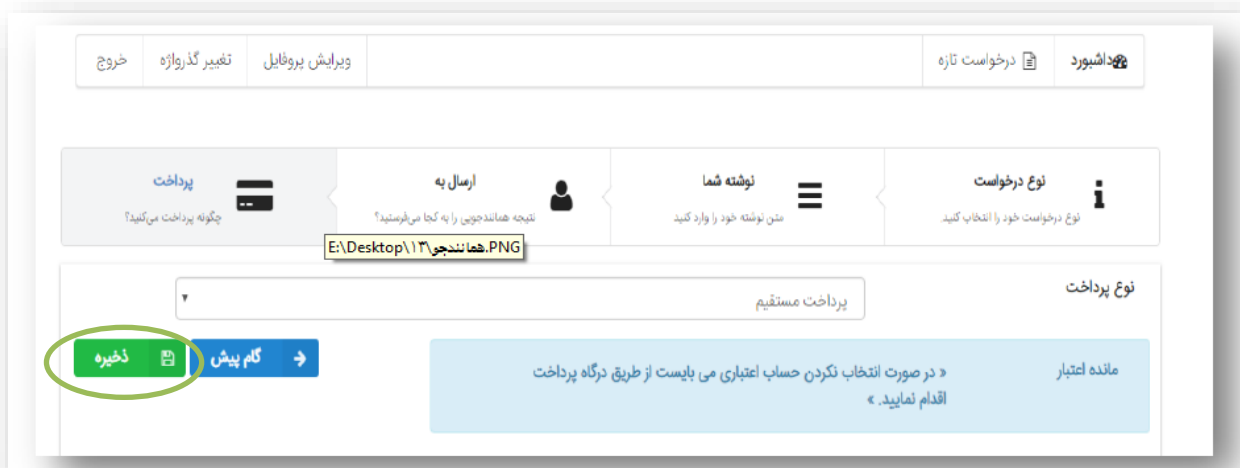 داشبورد
درخواست تازه
ویرایش پروفایل
تغییر گذرواژه
خروج
نوع درخواست
نوع درخواست خود را انتخاب کنید.
نوشته شما
متن نوشته خود را وارد کنید
ارسال به
نتیجه همانندجویی را به کجا می‌فرستید؟
پرداخت
چگونه پرداخت می‌کنید؟
E:\Desktop\همانندجو\۱۳.PNG
نوع پرداخت
پرداخت مستقیم
مانده اعتبار
« در صورت انتخاب نکردن حساب اعتباری می بایست از طریق درگاه پرداخت
اقدام نمایید. »
گام پیش
ذخیره